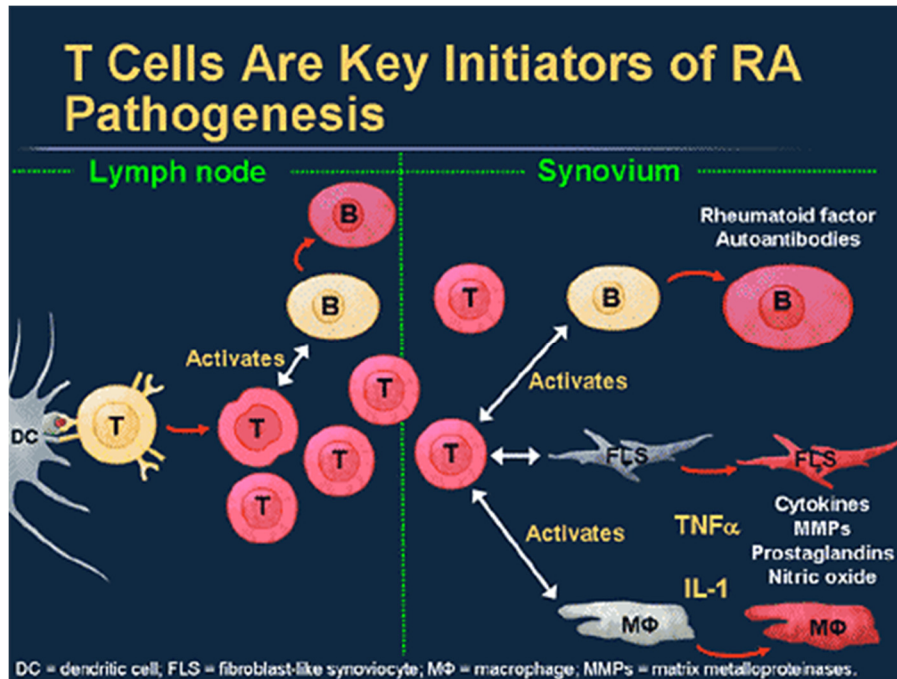 T Cells Are Key Initiators of RA
Pathogenesis
Lymph node
Synovium
B
B
Activates
DC
T
T
T
T
T
T
B
Rheumatoid factor
Autoantibodies
B
Activates
T
FLS
FLS
Activates
TNFα
IL-1
Cytokines
MMPs
Prostaglandins
Nitric oxide
MΦ
MΦ
DC = dendritic cell; FLS = fibroblast-like synoviocyte; MΦ = macrophage; MMPs = matrix metalloproteinases.